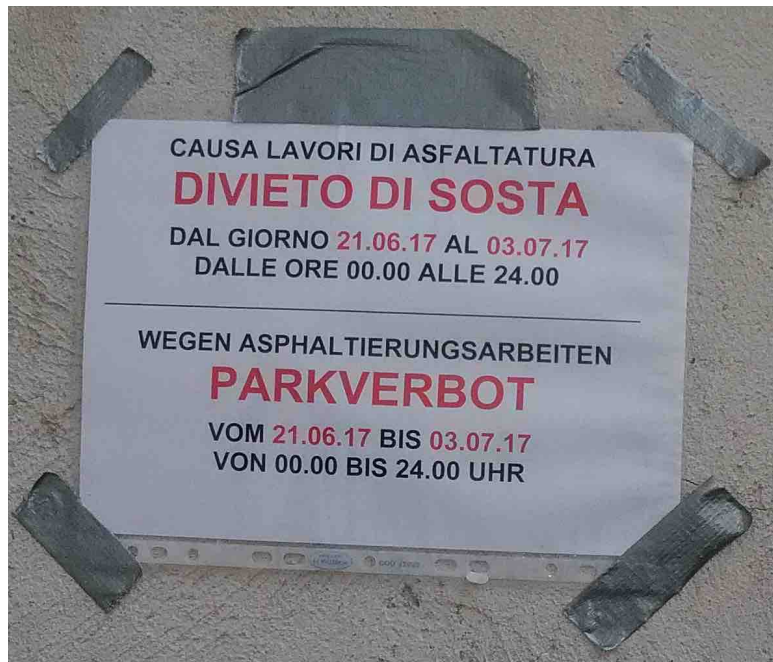 CAUSA LAVORI DI ASFALTATURA
DIVIETO DI SOSTA
DAL GIORNO 21.06.17 AL 03.07.17
DALLE ORE 00.00 ALLE 24.00
WEGEN ASPHALTIERUNGSARBEITEN
PARKVERBOT
VOM 21.06.17 BIS 03.07.17
VON 00.00 BIS 24.00 UHR